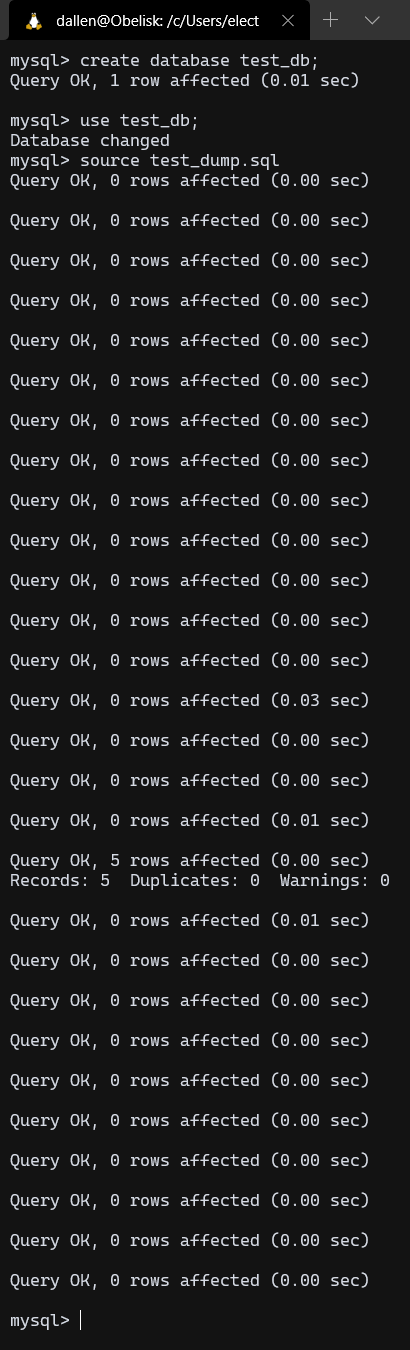 dallen@Obelisk: /c/Users/elect
mysql> create database test_db;
Query OK, 1 row affected (0.01 sec)
mysql> use test_db;
Database changed
mysql> source test_dump.sql
Query OK, 0 rows affected (0.00 sec)
Query OK, 0 rows affected (0.00 sec)
Query OK, 0 rows affected (0.00 sec)
Query OK, 0 rows affected (0.00 sec)
Query OK, 0 rows affected (0.00 sec)
Query OK, 0 rows affected (0.00 sec)
Query OK, 0 rows affected (0.00 sec)
Query OK, 0 rows affected (0.00 sec)
Query OK, 0 rows affected (0.00 sec)
Query OK, 0 rows affected (0.00 sec)
Query OK, 0 rows affected (0.00 sec)
Query OK, 0 rows affected (0.00 sec)
Query OK, 0 rows affected (0.00 sec)
Query OK, 0 rows affected (0.03 sec)
Query OK, 0 rows affected (0.00 sec)
Query OK, 0 rows affected (0.00 sec)
Query OK, 0 rows affected (0.01 sec)
Query OK, 5 rows affected (0.00 sec)
Records: 5  Duplicates: 0  Warnings: 0
Query OK, 0 rows affected (0.01 sec)
Query OK, 0 rows affected (0.00 sec)
Query OK, 0 rows affected (0.00 sec)
Query OK, 0 rows affected (0.00 sec)
Query OK, 0 rows affected (0.00 sec)
Query OK, 0 rows affected (0.00 sec)
Query OK, 0 rows affected (0.00 sec)
Query OK, 0 rows affected (0.00 sec)
Query OK, 0 rows affected (0.00 sec)
Query OK, 0 rows affected (0.00 sec)
mysql>